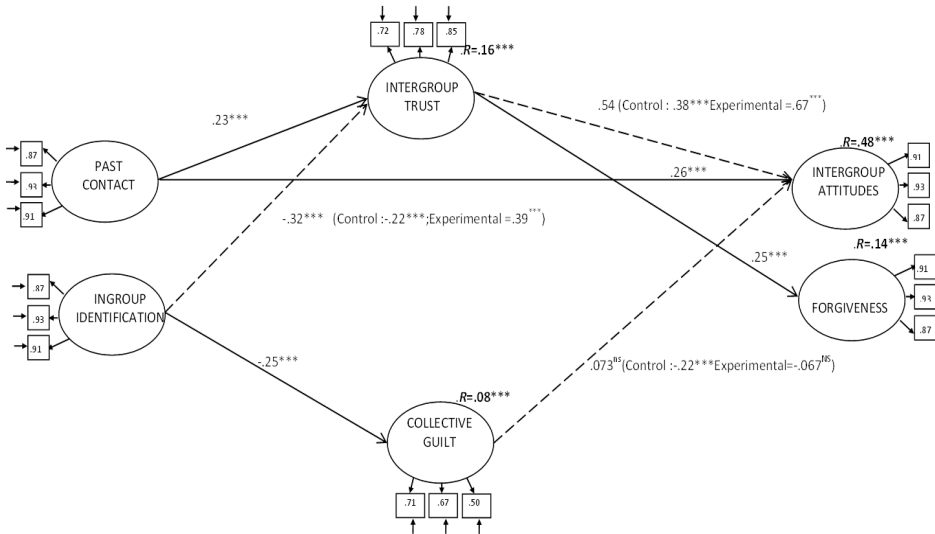 .72 .78 .85
.R=.16***
INTERGROUP
TRUST
.23***
.54 (Control : .38***Experimental =.67***)
.87
.93
.91
PAST
CONTACT
.R=.48***
.91
INTERGROUP
ATTITUDES
.93
.87
.26***
-.32*** (Control :-.22***;Experimental =.39***)
.R=.14***
.25***
.91
.93
.87
FORGIVENESS
.87
.93
.91
INGROUP
IDENTIFICATION
-.25***
.073ns(Control :-.22***Experimental=-.067NS)
.R=.08***
COLLECTIVE
GUILT
.71 .67 .50